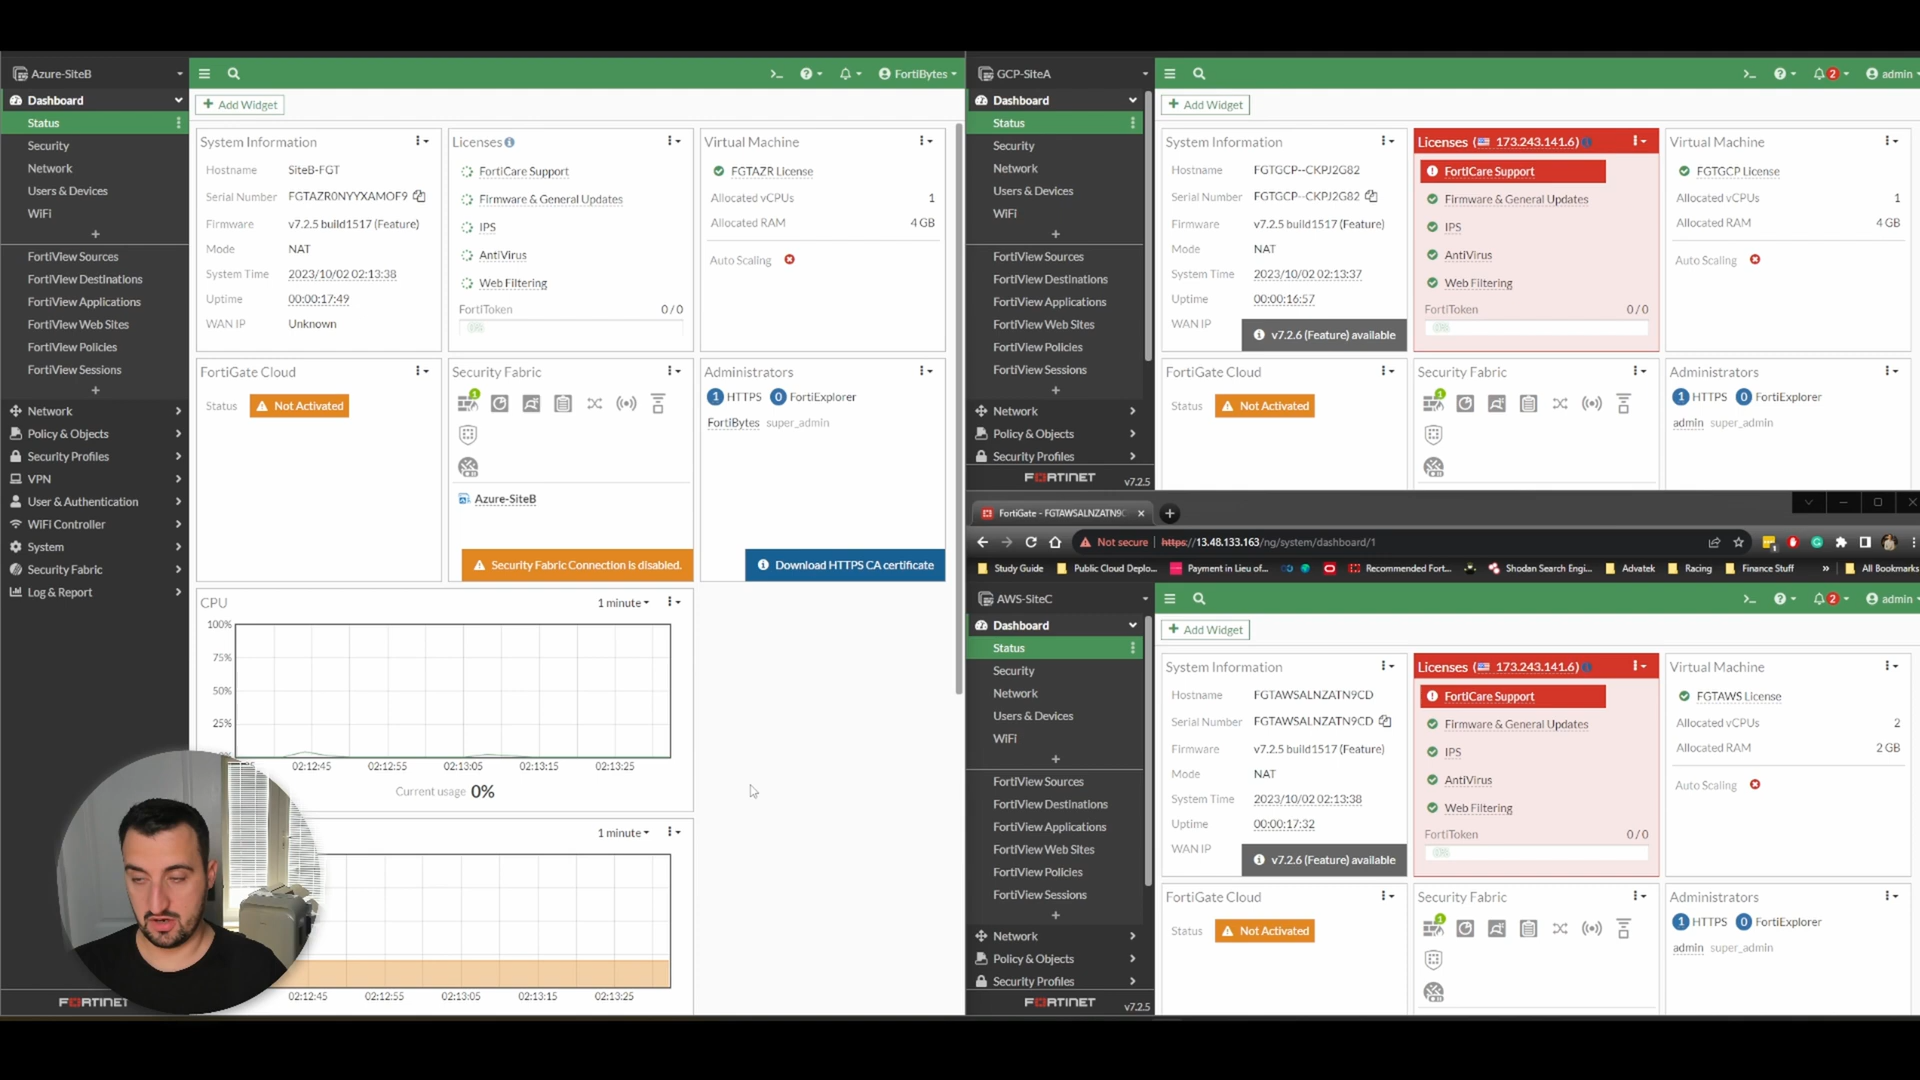 Azure-SiteB
FortiBytes
Dashboard
Status
Security
Network
Users & Devices
WiFi
FortiView Sources
FortiView Destinations
FortiView Applications
FortiView Web Sites
FortiView Policies
FortiView Sessions
Network
Policy & Objects
Security Profiles
VPN
User & Authentication
WiFi Controller
System
Security Fabric
Log & Report
FORTINET
Add Widget
System Information
Hostname SiteB-FGT
Serial Number FGTAZR0NYYXAMOF9
Firmware v7.2.5 build1517 (Feature)
Mode NAT
System Time 2023/10/02 02:13:38
Uptime 00:00:17:49
WAN IP Unknown
Licenses
FortiCare Support
Firmware & General Updates
IPS
AntiVirus
Web Filtering
FortiToken 0 / 0
0%
Virtual Machine
FGTAZR License
Allocated vCPUs 1
Allocated RAM 4 GB
Auto Scaling
FortiGate Cloud
Status Not Activated
Security Fabric
1
Azure-SiteB
Security Fabric Connection is disabled.
Administrators
1 HTTPS 0 FortiExplorer
FortiBytes super_admin
Download HTTPS CA certificate
CPU 1 minute
100%
75%
50%
25%
02:12:45 02:12:55 02:13:05 02:13:15 02:13:25
Current usage 0%
1 minute
02:12:45 02:12:55 02:13:05 02:13:15 02:13:25
GCP-SiteA
2 admin
Dashboard
Status
Security
Network
Users & Devices
WiFi
FortiView Sources
FortiView Destinations
FortiView Applications
FortiView Web Sites
FortiView Policies
FortiView Sessions
Network
Policy & Objects
Security Profiles
FORTINET v7.2.5
Add Widget
System Information
Hostname FGTGCP--CKPJ2G82
Serial Number FGTGCP--CKPJ2G82
Firmware v7.2.5 build1517 (Feature)
Mode NAT
System Time 2023/10/02 02:13:37
Uptime 00:00:16:57
WAN IP
v7.2.6 (Feature) available
Licenses (173.243.141.6)
FortiCare Support
Firmware & General Updates
IPS
AntiVirus
Web Filtering
FortiToken 0 / 0
0%
Virtual Machine
FGTGCP License
Allocated vCPUs 1
Allocated RAM 4 GB
Auto Scaling
FortiGate Cloud
Status Not Activated
Security Fabric
1
Administrators
1 HTTPS 0 FortiExplorer
admin super_admin
FortiGate - FGTAWSALNZATN9C
Not secure https://13.48.133.163/ng/system/dashboard/1
Study Guide Public Cloud Deplo... Payment in Lieu of... Recommended Fort... Shodan Search Engi... Advatek Racing Finance Stuff » All Bookmarks
AWS-SiteC
2 admin
Dashboard
Status
Security
Network
Users & Devices
WiFi
FortiView Sources
FortiView Destinations
FortiView Applications
FortiView Web Sites
FortiView Policies
FortiView Sessions
Network
Policy & Objects
Security Profiles
FORTINET v7.2.5
Add Widget
System Information
Hostname FGTAWSALNZATN9CD
Serial Number FGTAWSALNZATN9CD
Firmware v7.2.5 build1517 (Feature)
Mode NAT
System Time 2023/10/02 02:13:38
Uptime 00:00:17:32
WAN IP
v7.2.6 (Feature) available
Licenses (173.243.141.6)
FortiCare Support
Firmware & General Updates
IPS
AntiVirus
Web Filtering
FortiToken 0 / 0
0%
Virtual Machine
FGTAWS License
Allocated vCPUs 2
Allocated RAM 2 GB
Auto Scaling
FortiGate Cloud
Status Not Activated
Security Fabric
1
Administrators
1 HTTPS 0 FortiExplorer
admin super_admin